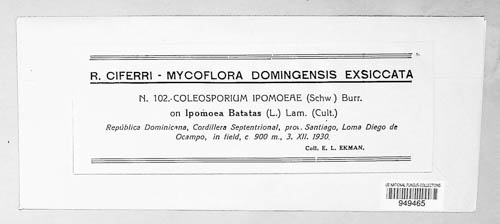 R. CIFERRI - MYCOFLORA DOMINGENSIS EXSICCATA
N. 102.-COLEOSPORIUM IPOMOEAE (Schw.) Burr.
on Ipomoea Batatas (L.) Lam. (Cult.)
República Dominicana, Cordillera Septentrional, prov. Santiago, Loma Diego de
Ocampo, in field, c. 900 m., 3. XII. 1930.
Coll. E. L. EKMAN.
US NATIONAL FUNGUS COLLECTIONS
949465